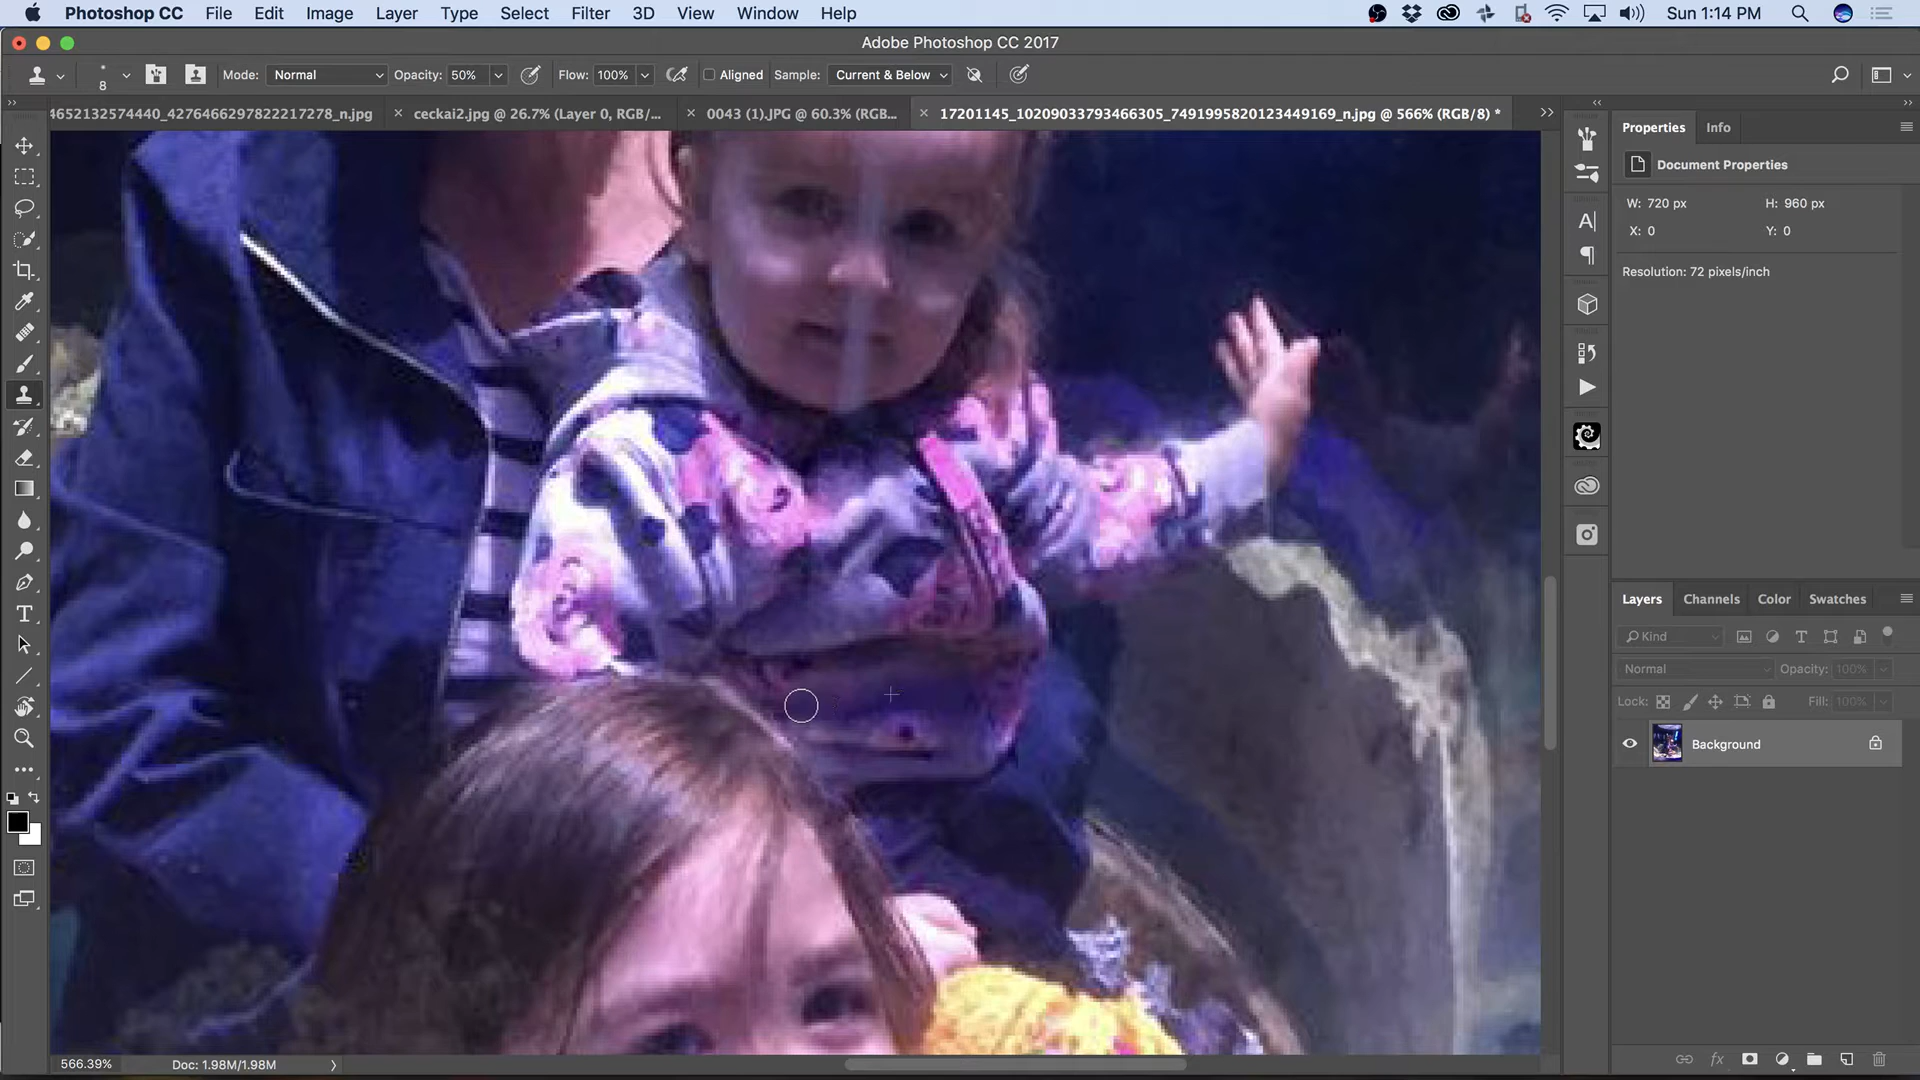 Photoshop CC File Edit Image Layer Type Select Filter 3D View Window Help Sun 1:14 PM
Adobe Photoshop CC 2017
8 Mode: Normal Opacity: 50% Flow: 100% Aligned Sample: Current & Below
4652132574440_4276466297822217278_n.jpg ceckai2.jpg @ 26.7% (Layer 0, RGB/... 0043 (1).JPG @ 60.3% (RGB... 17201145_10209033793466305_7491995820123449169_n.jpg @ 566% (RGB/8) *
Properties Info
Document Properties
W: 720 px H: 960 px
X: 0 Y: 0
Resolution: 72 pixels/inch
Layers Channels Color Swatches
Kind
Normal Opacity: 100%
Lock: Fill: 100%
Background
566.39% Doc: 1.98M/1.98M